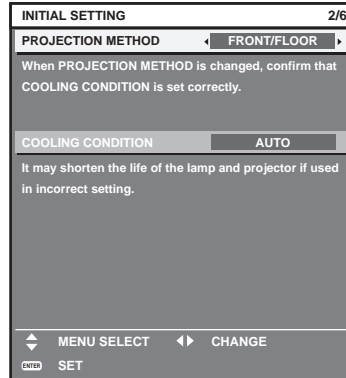 INITIAL SETTING 2/6
PROJECTION METHOD FRONT/FLOOR
When PROJECTION METHOD is changed, confirm that
COOLING CONDITION is set correctly.
COOLING CONDITION AUTO
It may shorten the life of the lamp and projector if used
in incorrect setting.
MENU SELECT CHANGE
ENTER SET